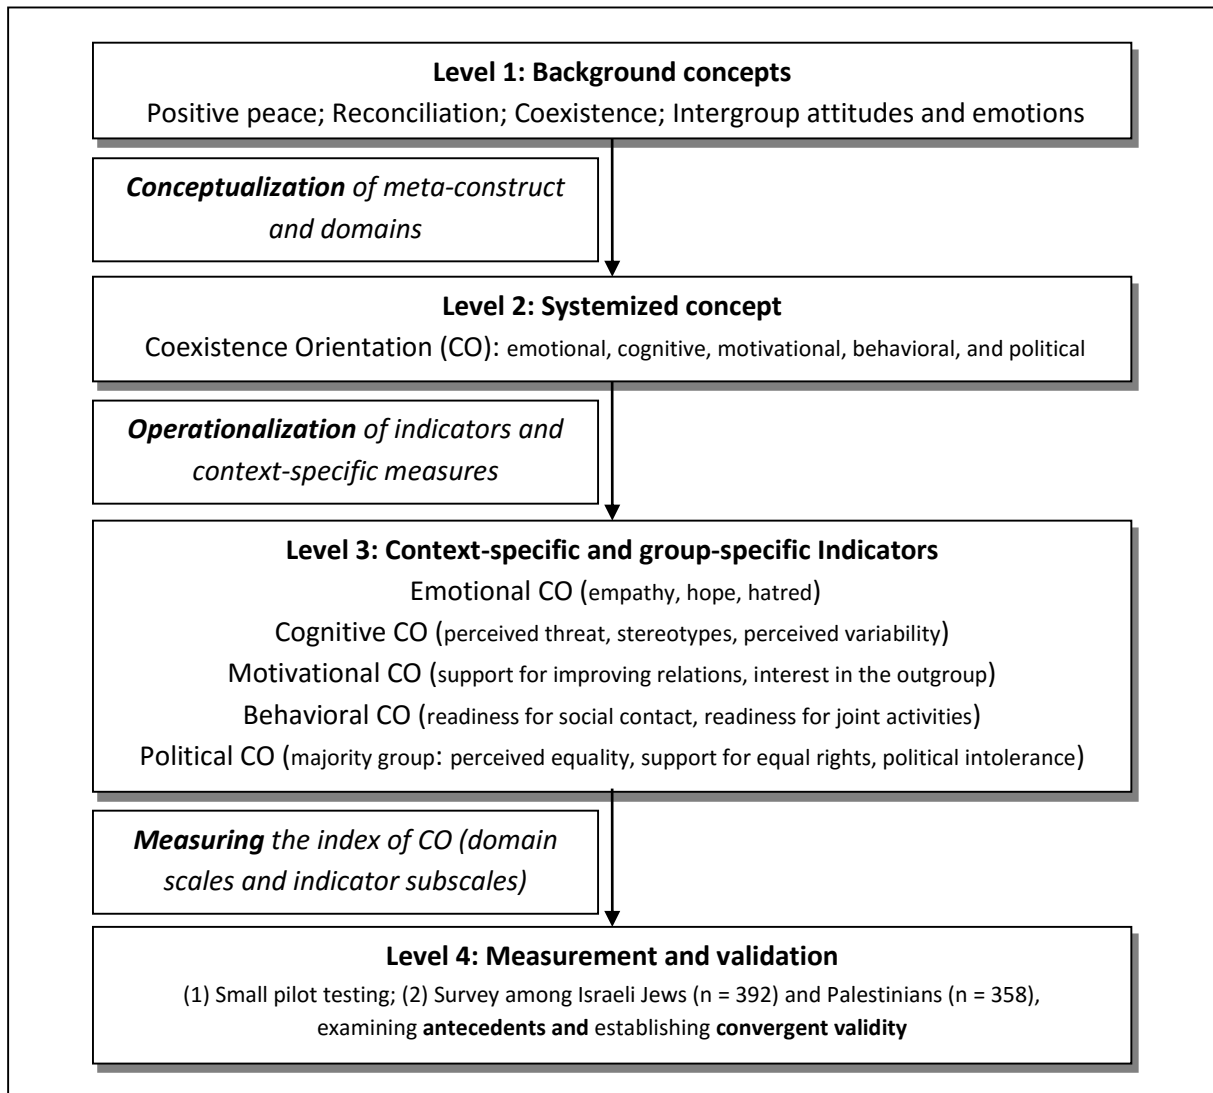 Level 1: Background concepts
Positive peace; Reconciliation; Coexistence; Intergroup attitudes and emotions
Conceptualization of meta-construct
and domains
Level 2: Systemized concept
Coexistence Orientation (CO): emotional, cognitive, motivational, behavioral, and political
Operationalization of indicators and
context-specific measures
Level 3: Context-specific and group-specific Indicators
Emotional CO (empathy, hope, hatred)
Cognitive CO (perceived threat, stereotypes, perceived variability)
Motivational CO (support for improving relations, interest in the outgroup)
Behavioral CO (readiness for social contact, readiness for joint activities)
Political CO (majority group: perceived equality, support for equal rights, political intolerance)
Measuring the index of CO (domain
scales and indicator subscales)
Level 4: Measurement and validation
(1) Small pilot testing; (2) Survey among Israeli Jews (n = 392) and Palestinians (n = 358),
examining antecedents and establishing convergent validity